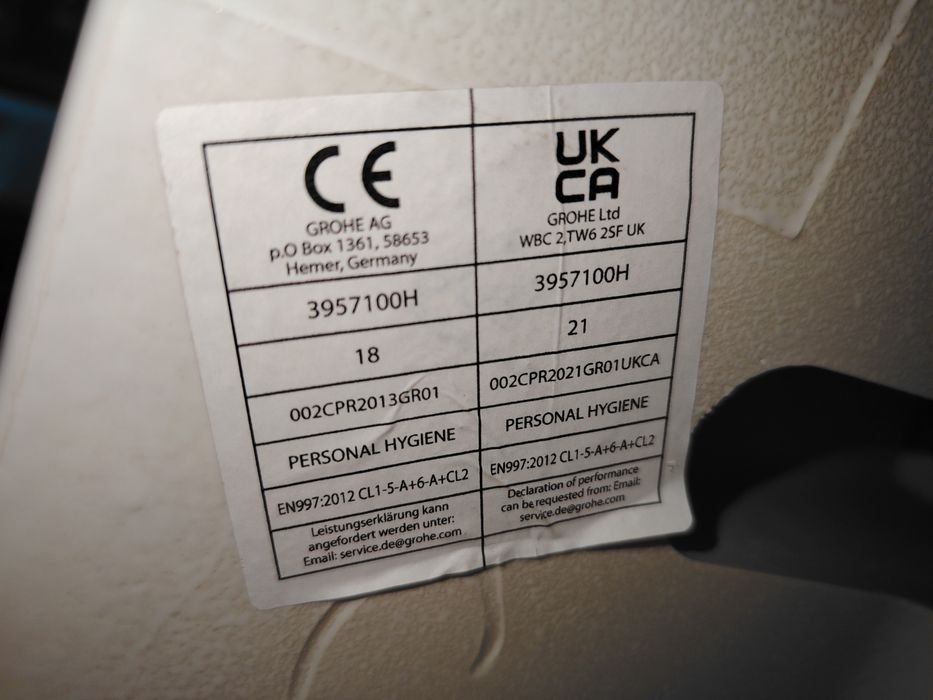 CE
GROHE AG
p.O Box 1361, 58653
Hemer, Germany
3957100H
18
002CPR2013GR01
PERSONAL HYGIENE
EN997:2012 CL1-5-A+6-A+CL2
Leistungserklärung kann
angefordert werden unter:
Email: service.de@grohe.com
UK
CA
GROHE Ltd
WBC 2,TW6 2SF UK
3957100H
21
002CPR2021GR01UKCA
PERSONAL HYGIENE
EN997:2012 CL1-5-A+6-A+CL2
Declaration of performance
can be requested from: Email:
service.de@grohe.com